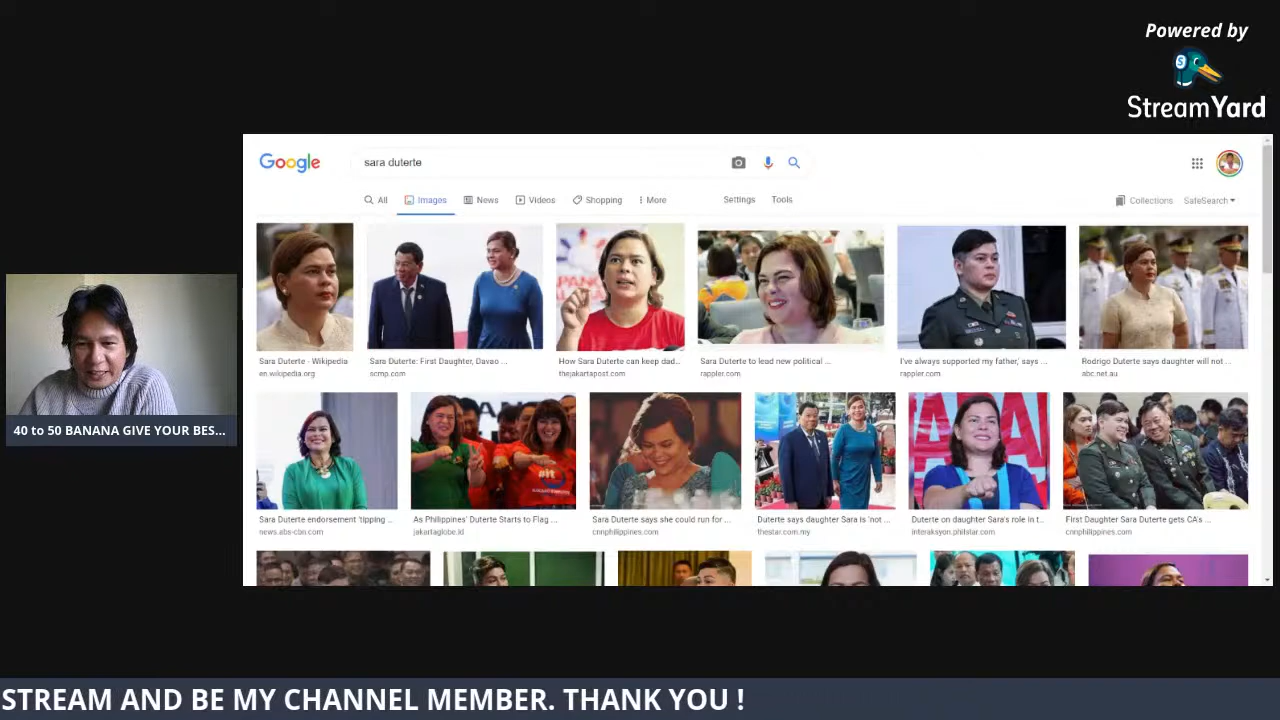 Powered by
StreamYard
Google
sara duterte
All
Images
News
Videos
Shopping
More
Settings
Tools
Collections
SafeSearch
Sara Duterte - Wikipedia
en.wikipedia.org
Sara Duterte: First Daughter, Davao ...
scmp.com
How Sara Duterte can keep dad...
thejakartapost.com
Sara Duterte to lead new political ...
rappler.com
I've always supported my father,' says ...
rappler.com
Rodrigo Duterte says daughter will not ...
abc.net.au
40 to 50 BANANA GIVE YOUR BES...
Sara Duterte endorsement 'tipping ...
news.abs-cbn.com
As Philippines' Duterte Starts to Flag ...
jakartaglobe.id
Sara Duterte says she could run for ...
cnnphilippines.com
Duterte says daughter Sara is 'not ...
thestar.com.my
Duterte on daughter Sara's role in t...
interaksyon.philstar.com
First Daughter Sara Duterte gets CA's ...
cnnphilippines.com
STREAM AND BE MY CHANNEL MEMBER. THANK YOU !